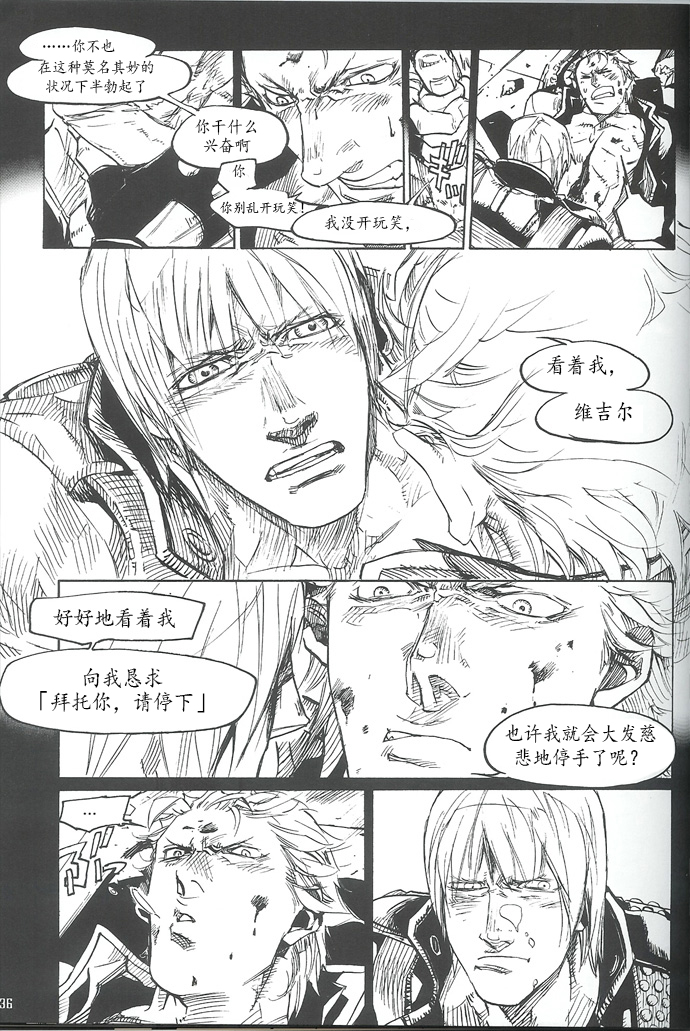 ……你不也
在这种莫名其妙的
状况下半勃起了
你干什么
兴奋啊
你
你别乱开玩笑!
我没开玩笑，
看着我，
维吉尔
好好地看着我
向我恳求
「拜托你，请停下」
也许我就会大发慈
悲地停手了呢？
…
36